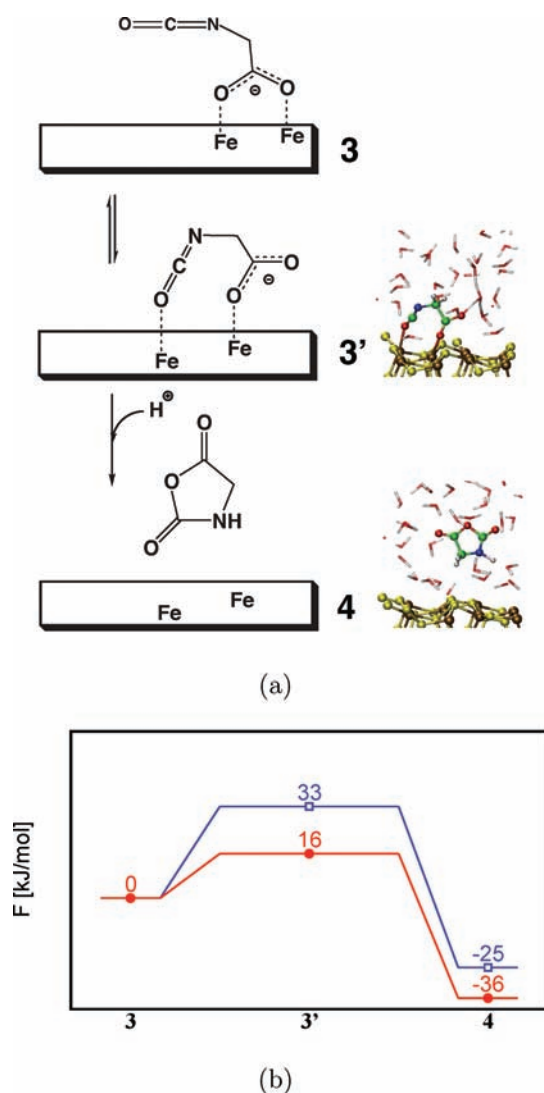 O=C=N
O ⊖ O
Fe Fe
3
N
C
O O ⊖ O
Fe Fe
3'
H⊕
O
O
O NH
Fe Fe
4
(a)
F [kJ/mol]
33
16
0
-25
-36
3 3' 4
(b)